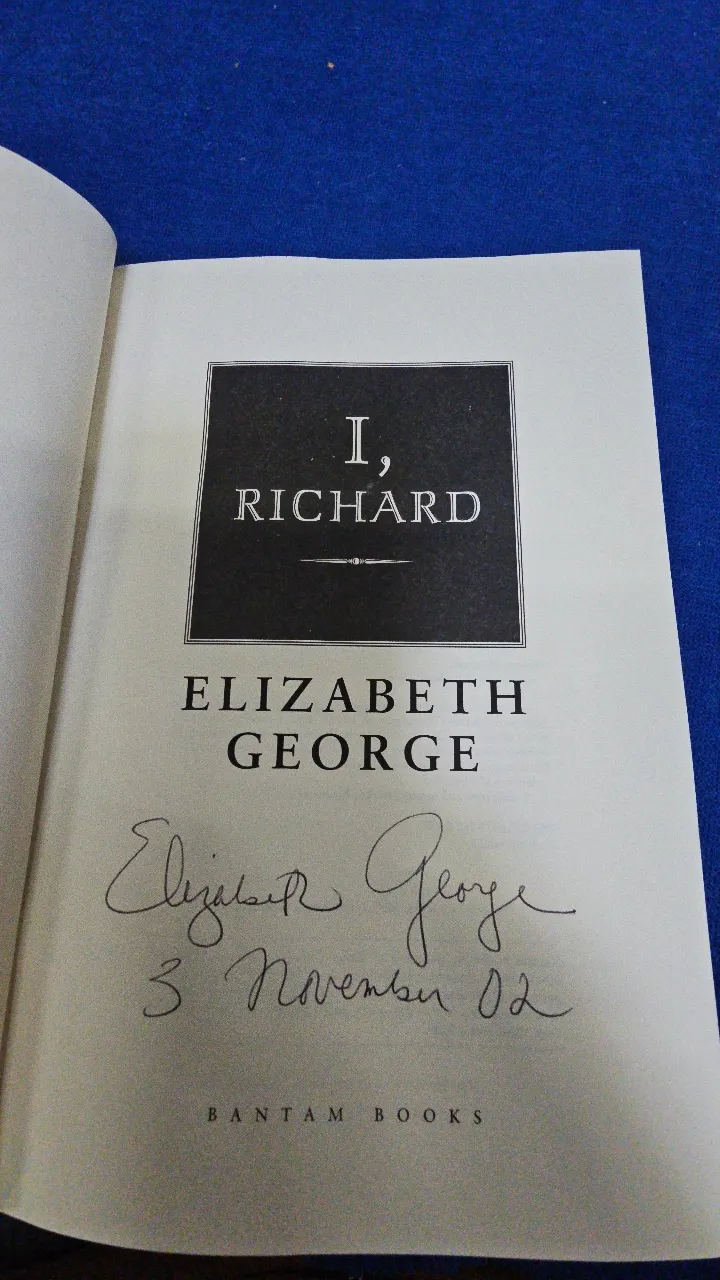 I,
RICHARD
ELIZABETH
GEORGE
Elizabeth George
3 November 02
BANTAM BOOKS